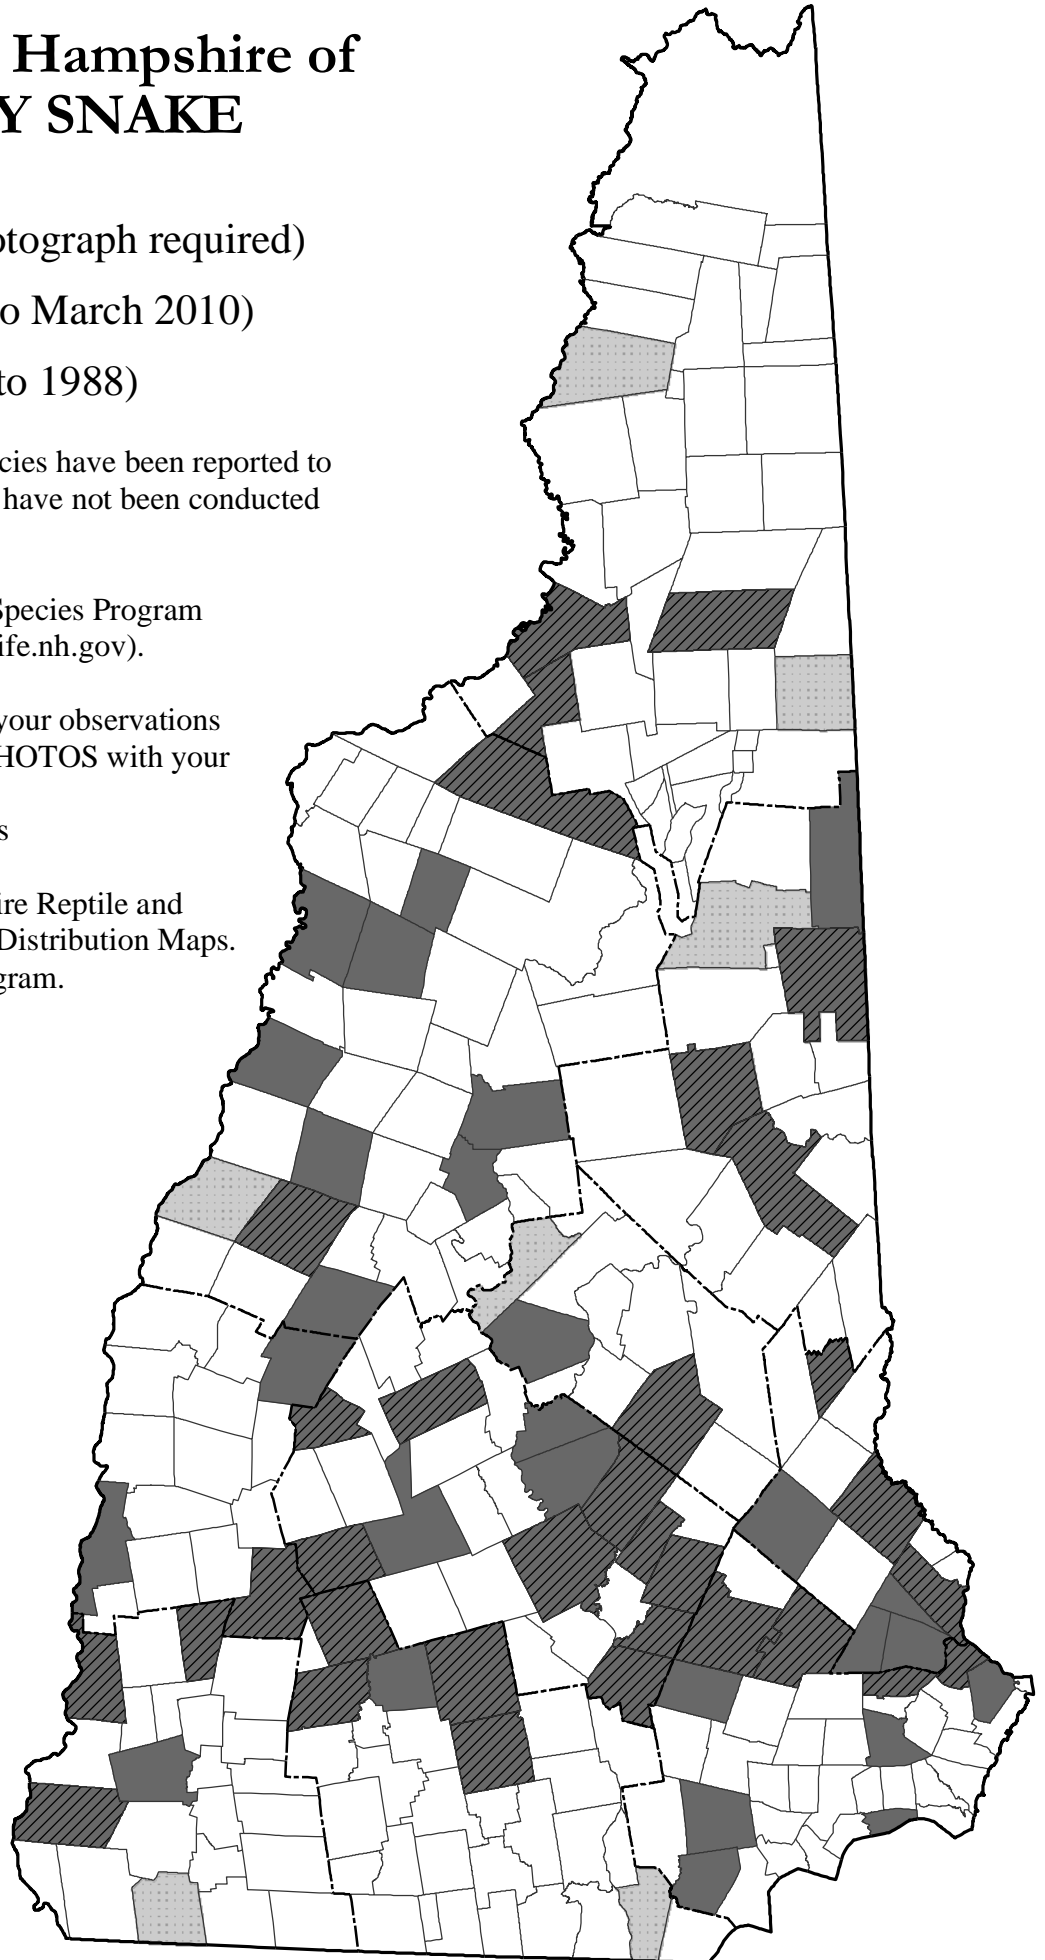 Hampshire of
Y SNAKE
otograph required)
o March 2010)
to 1988)
cies have been reported to
have not been conducted
Species Program
ife.nh.gov).
your observations
HOTOS with your
s
ire Reptile and
Distribution Maps.
gram.